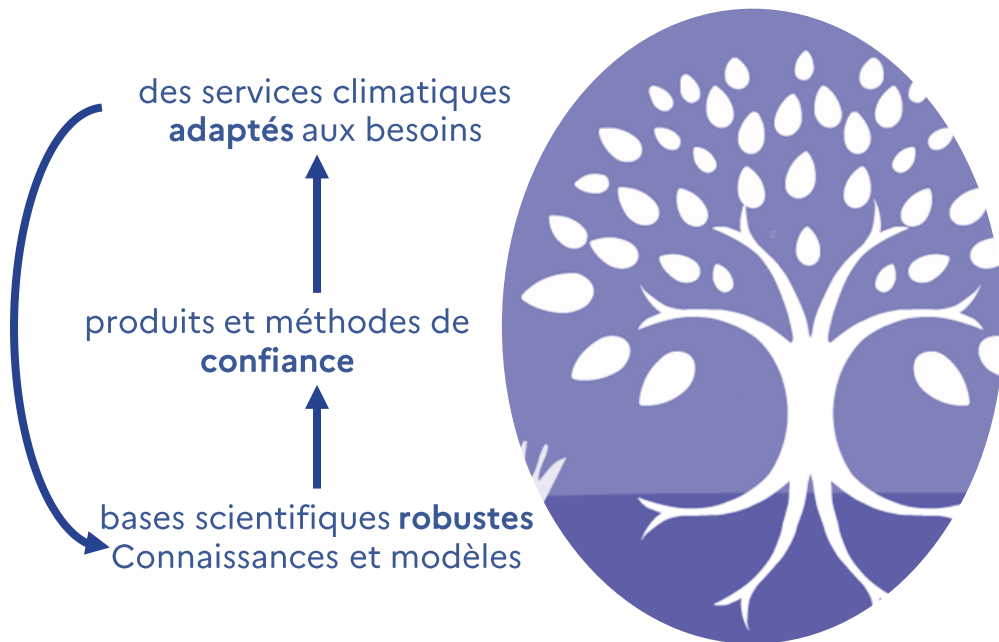 des services climatiques
adaptés aux besoins
produits et méthodes de
confiance
bases scientifiques robustes
Connaissances et modèles